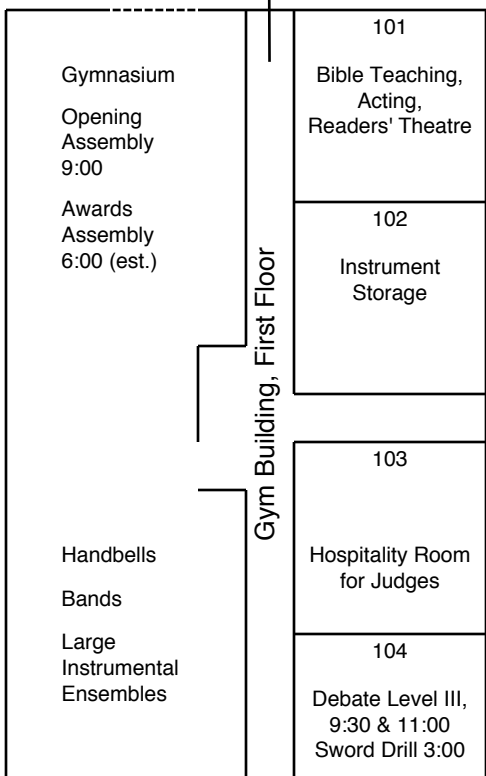 Gymnasium
Opening
Assembly
9:00
Awards
Assembly
6:00 (est.)
Handbells
Bands
Large
Instrumental
Ensembles
Gym Building, First Floor
101
Bible Teaching,
Acting,
Readers' Theatre
102
Instrument
Storage
103
Hospitality Room
for Judges
104
Debate Level III,
9:30 & 11:00
Sword Drill 3:00